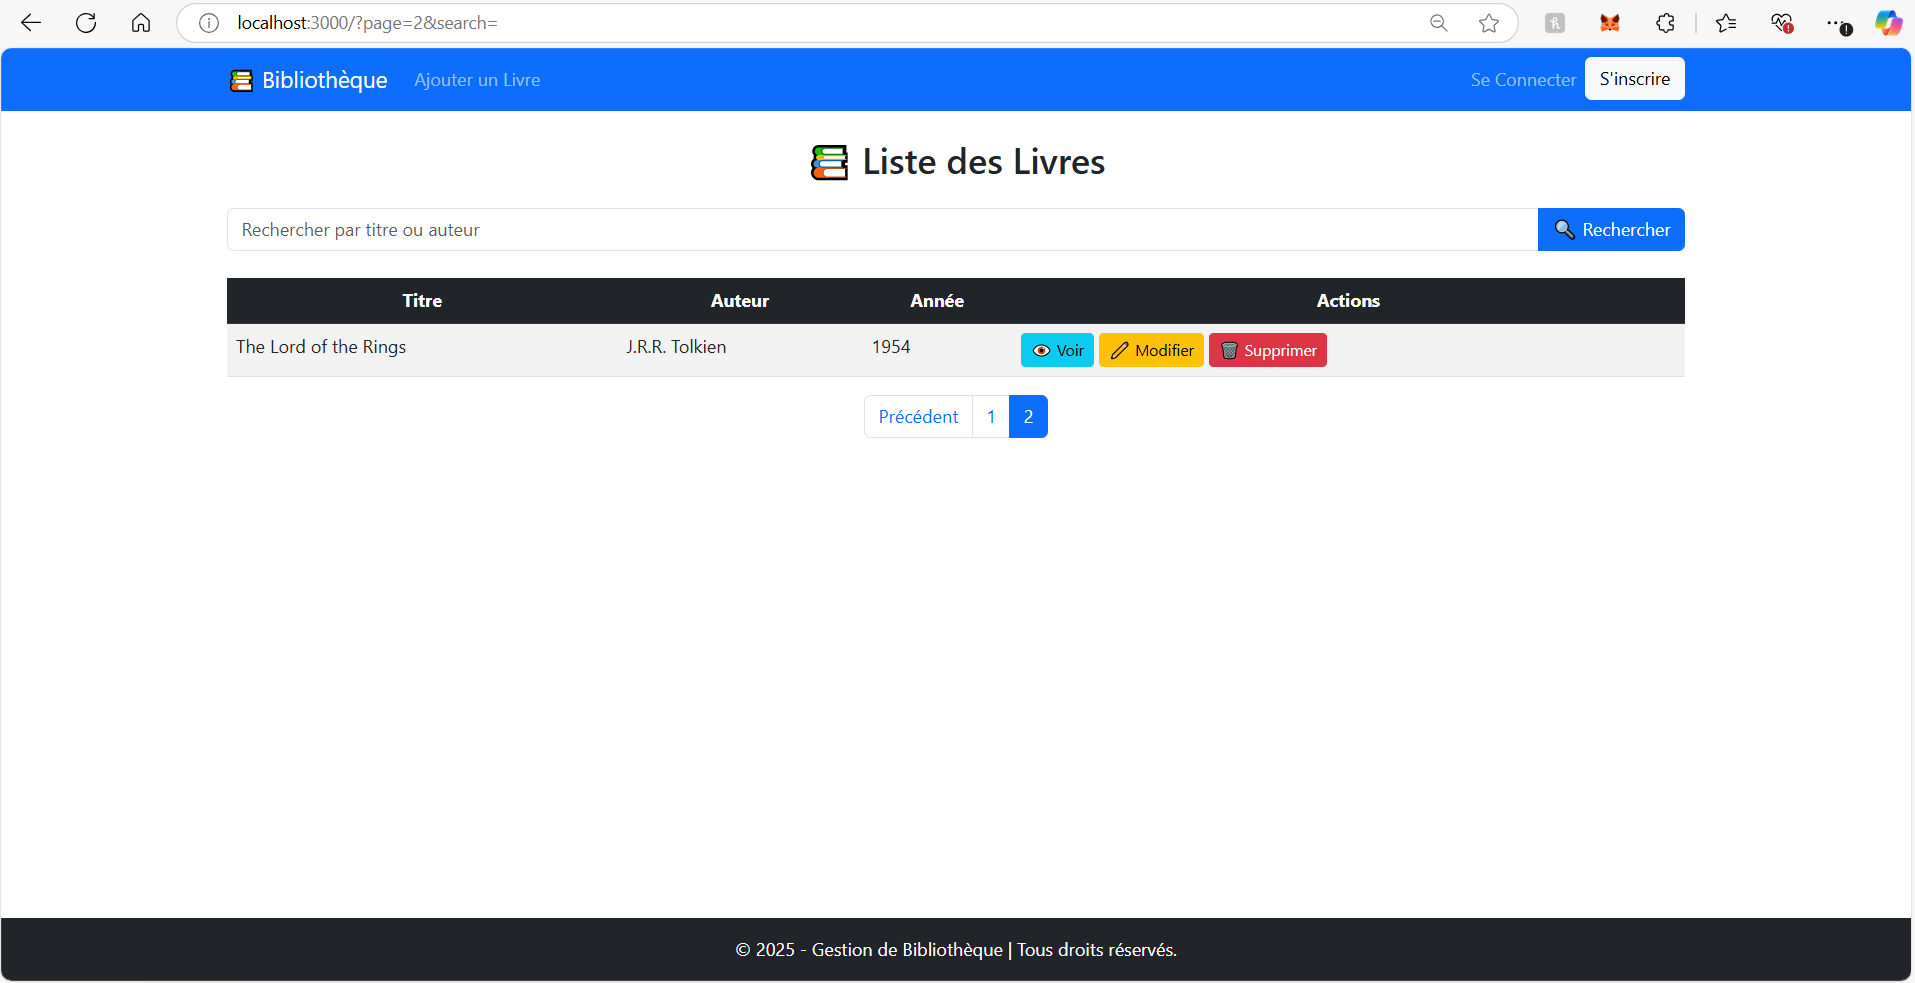 localhost:3000/?page=2&search=
Bibliothèque Ajouter un Livre Se Connecter S'inscrire
Liste des Livres
Rechercher par titre ou auteur Rechercher
Titre Auteur Année Actions
The Lord of the Rings J.R.R. Tolkien 1954 Voir Modifier Supprimer
Précédent 1 2
© 2025 - Gestion de Bibliothèque | Tous droits réservés.